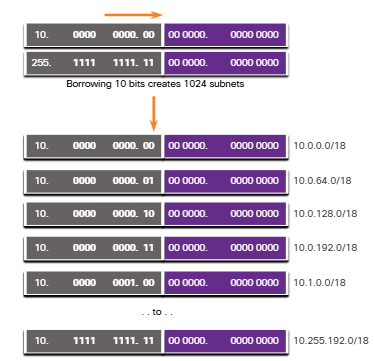 10. 0000 0000. 00 00 0000. 0000 0000
255. 1111 1111. 11 00 0000. 0000 0000
Borrowing 10 bits creates 1024 subnets
10. 0000 0000. 00 00 0000. 0000 0000 10.0.0.0/18
10. 0000 0000. 01 00 0000. 0000 0000 10.0.64.0/18
10. 0000 0000. 10 00 0000. 0000 0000 10.0.128.0/18
10. 0000 0000. 11 00 0000. 0000 0000 10.0.192.0/18
10. 0000 0001. 00 00 0000. 0000 0000 10.1.0.0/18
. . to . .
10. 1111 1111. 11 00 0000. 0000 0000 10.255.192.0/18